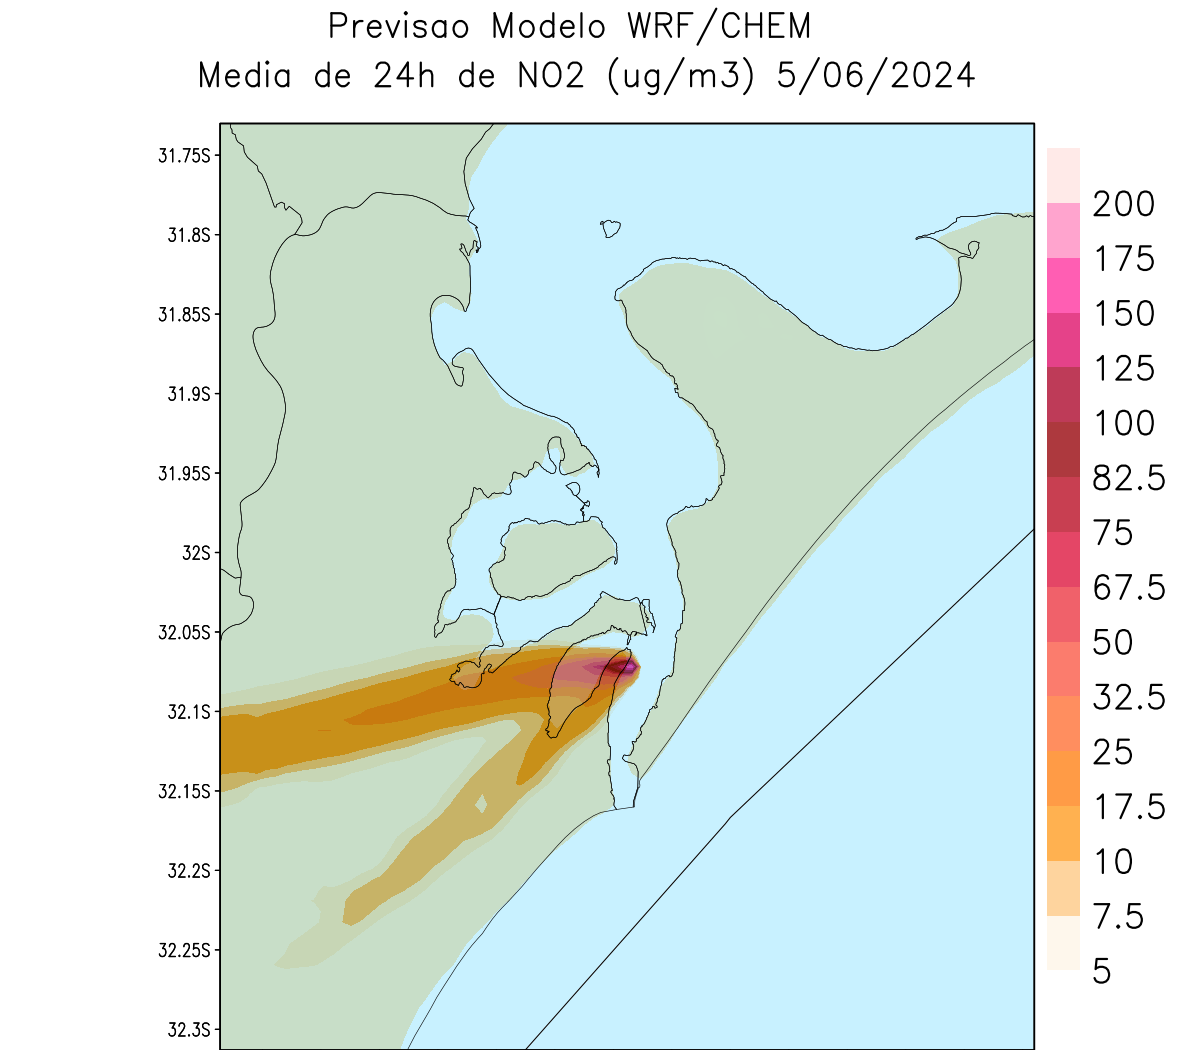 Previsao Modelo WRF/CHEM
Media de 24h de NO2 (ug/m3) 5/06/2024
31.75S
31.8S
31.85S
31.9S
31.95S
32S
32.05S
32.1S
32.15S
32.2S
32.25S
32.3S
200
175
150
125
100
82.5
75
67.5
50
32.5
25
17.5
10
7.5
5